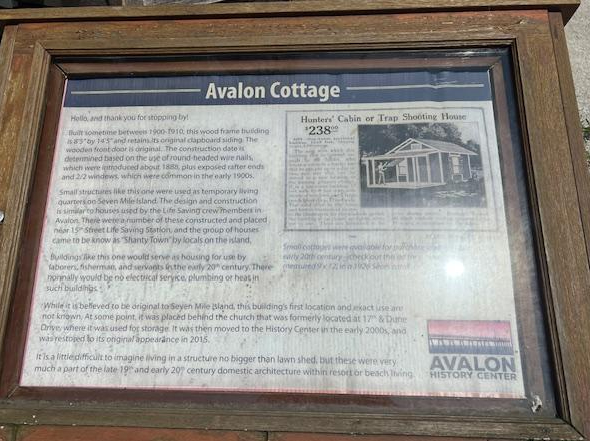 Avalon Cottage
Hello, and thank you for stopping by!
Built sometime between 1900-1910, this wood frame building
is 8'3" by 14'5" and retains its original clapboard siding. The
wooden front door is original. The construction date is
determined based on the use of round-headed wire nails,
which were introduced about 1888, plus exposed rafter ends
and 2/2 windows, which were common in the early 1900s.
Small structures like this one were used as temporary living
quarters on Seven Mile Island. The design and construction
is similar to houses used by the Life Saving crew members in
Avalon. There were a number of these constructed and placed
near 15th Street Life Saving Station, and the group of houses
came to be know as "Shanty Town" by locals on the island.
Buildings like this one would serve as housing for use by
laborers, fisherman, and servants in the early 20th century. There
normally would be no electrical service, plumbing or heat in
such buildings.
While it is believed to be original to Seven Mile Island, this building's first location and exact use are
not known. At some point, it was placed behind the church that was formerly located at 17th & Dune
Drive, where it was used for storage. It was then moved to the History Center in the early 2000s, and
was restored to its original appearance in 2015.
It is a little difficult to imagine living in a structure no bigger than lawn shed, but these were very
much a part of the late 19th and early 20th century domestic architecture within resort or beach living.
Hunters' Cabin or Trap Shooting House
$238.00
Small cottages were available for purchase
early 20th century - check out this
measured 9 x 12, in a 1926 Sears
AVALON
HISTORY CENTER